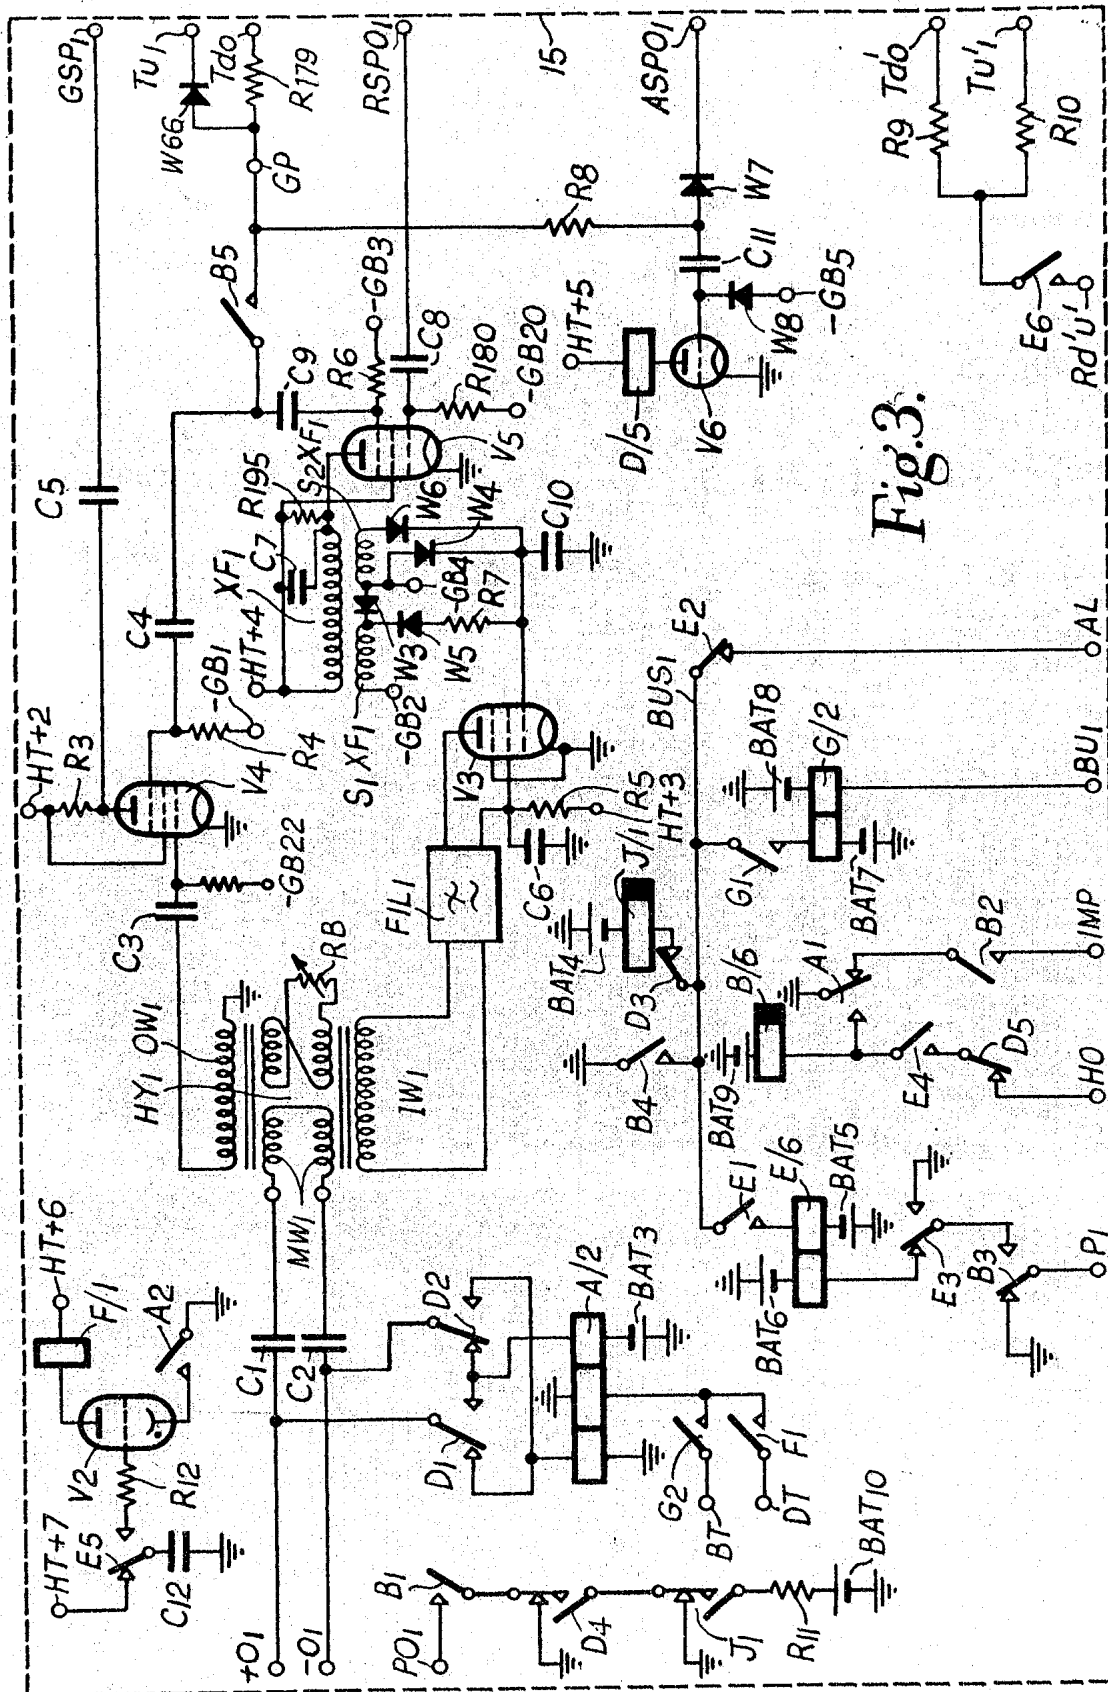 GSP1
Tu1
Tdo
W66
R179
GP
RSPO1
15
ASPO1
W7
R8
T'do
R9
T'u1
R10
E6
Rd'U'
C5
B5
C9
R6
-GB3
C8
R180
-GB20
V5
HT+5
D/5
V6
C11
W8
-GB5
Fig.3.
C4
XF1
C7
R195
S2XF1
W6
W4
C10
-GB4
R7
W3
W5
S1 XF1
-GB2
HT+4
-GB1
R4
V4
HT+2
R3
-GB22
C3
V3
R5
HT+3
C6
FIL1
J/1
BAT4
D3
BUS1
E2
AL
BAT8
G/2
BU1
G1
BAT7
B2
IMP
A1
B/6
BAT9
B4
E4
D5
HO
HY1
OW1
RB
IW1
MW1
E1
E/6
BAT5
BAT6
E3
B3
P1
HT+6
F/1
A2
V2
R12
HT+7
E5
C12
C1
C2
D2
D1
A/2
BAT3
G2
F1
BT
DT
+O1
-O1
PO1
B1
D4
J1
R11
BAT10